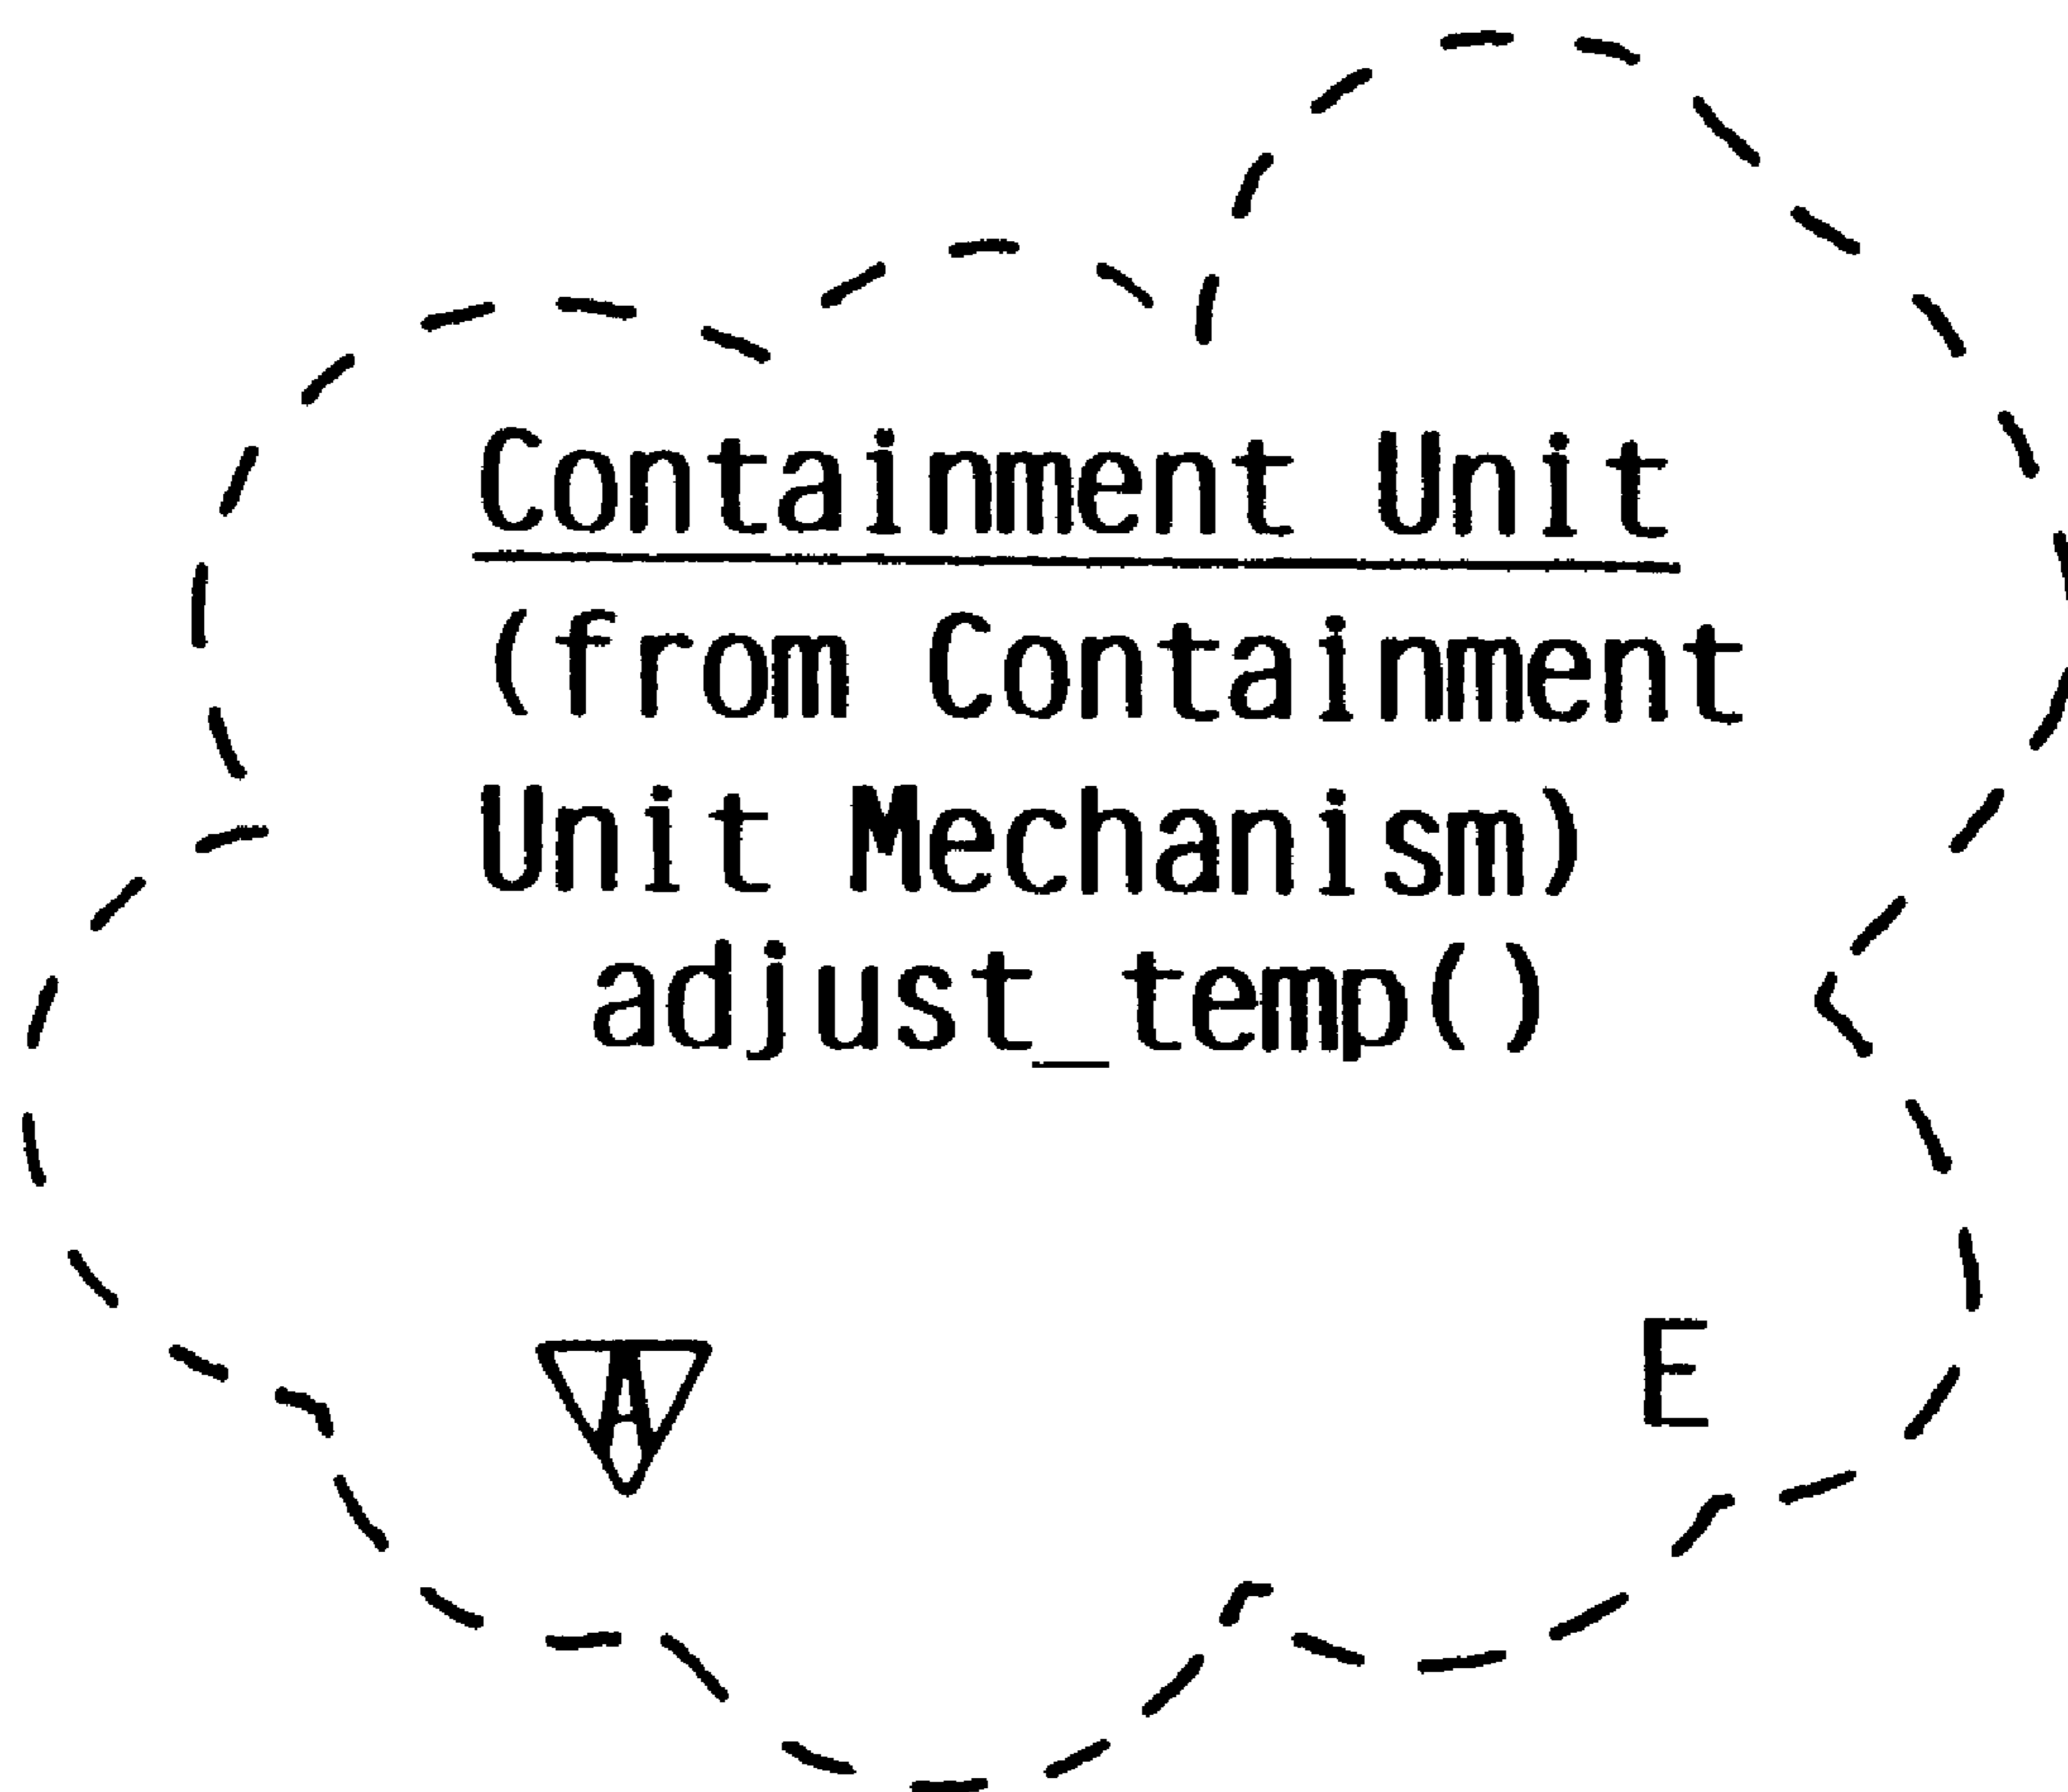 Containment Unit
(from Containment
Unit Mechanism)
adjust_temp()
A
E